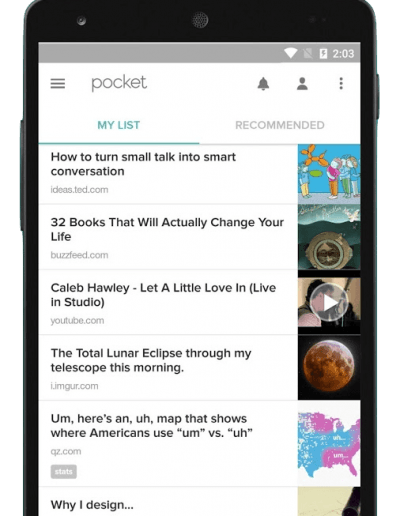 2:03
pocket
MY LIST
RECOMMENDED
How to turn small talk into smart
conversation
ideas.ted.com
32 Books That Will Actually Change Your
Life
buzzfeed.com
Caleb Hawley - Let A Little Love In (Live
in Studio)
youtube.com
The Total Lunar Eclipse through my
telescope this morning.
i.imgur.com
Um, here's an, uh, map that shows
where Americans use "um" vs. "uh"
qz.com
stats
uh...
um...
Why I design...